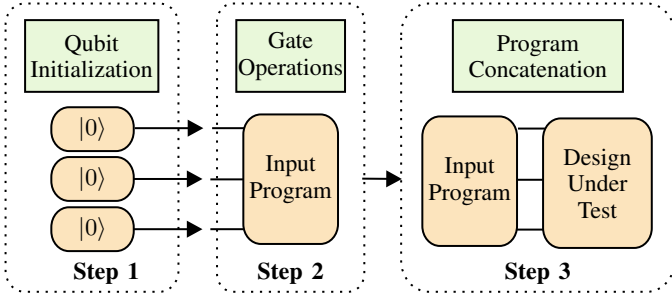 Qubit
Initialization
|0⟩
|0⟩
|0⟩
Step 1
Gate
Operations
Input
Program
Step 2
Program
Concatenation
Input
Program
Design
Under
Test
Step 3